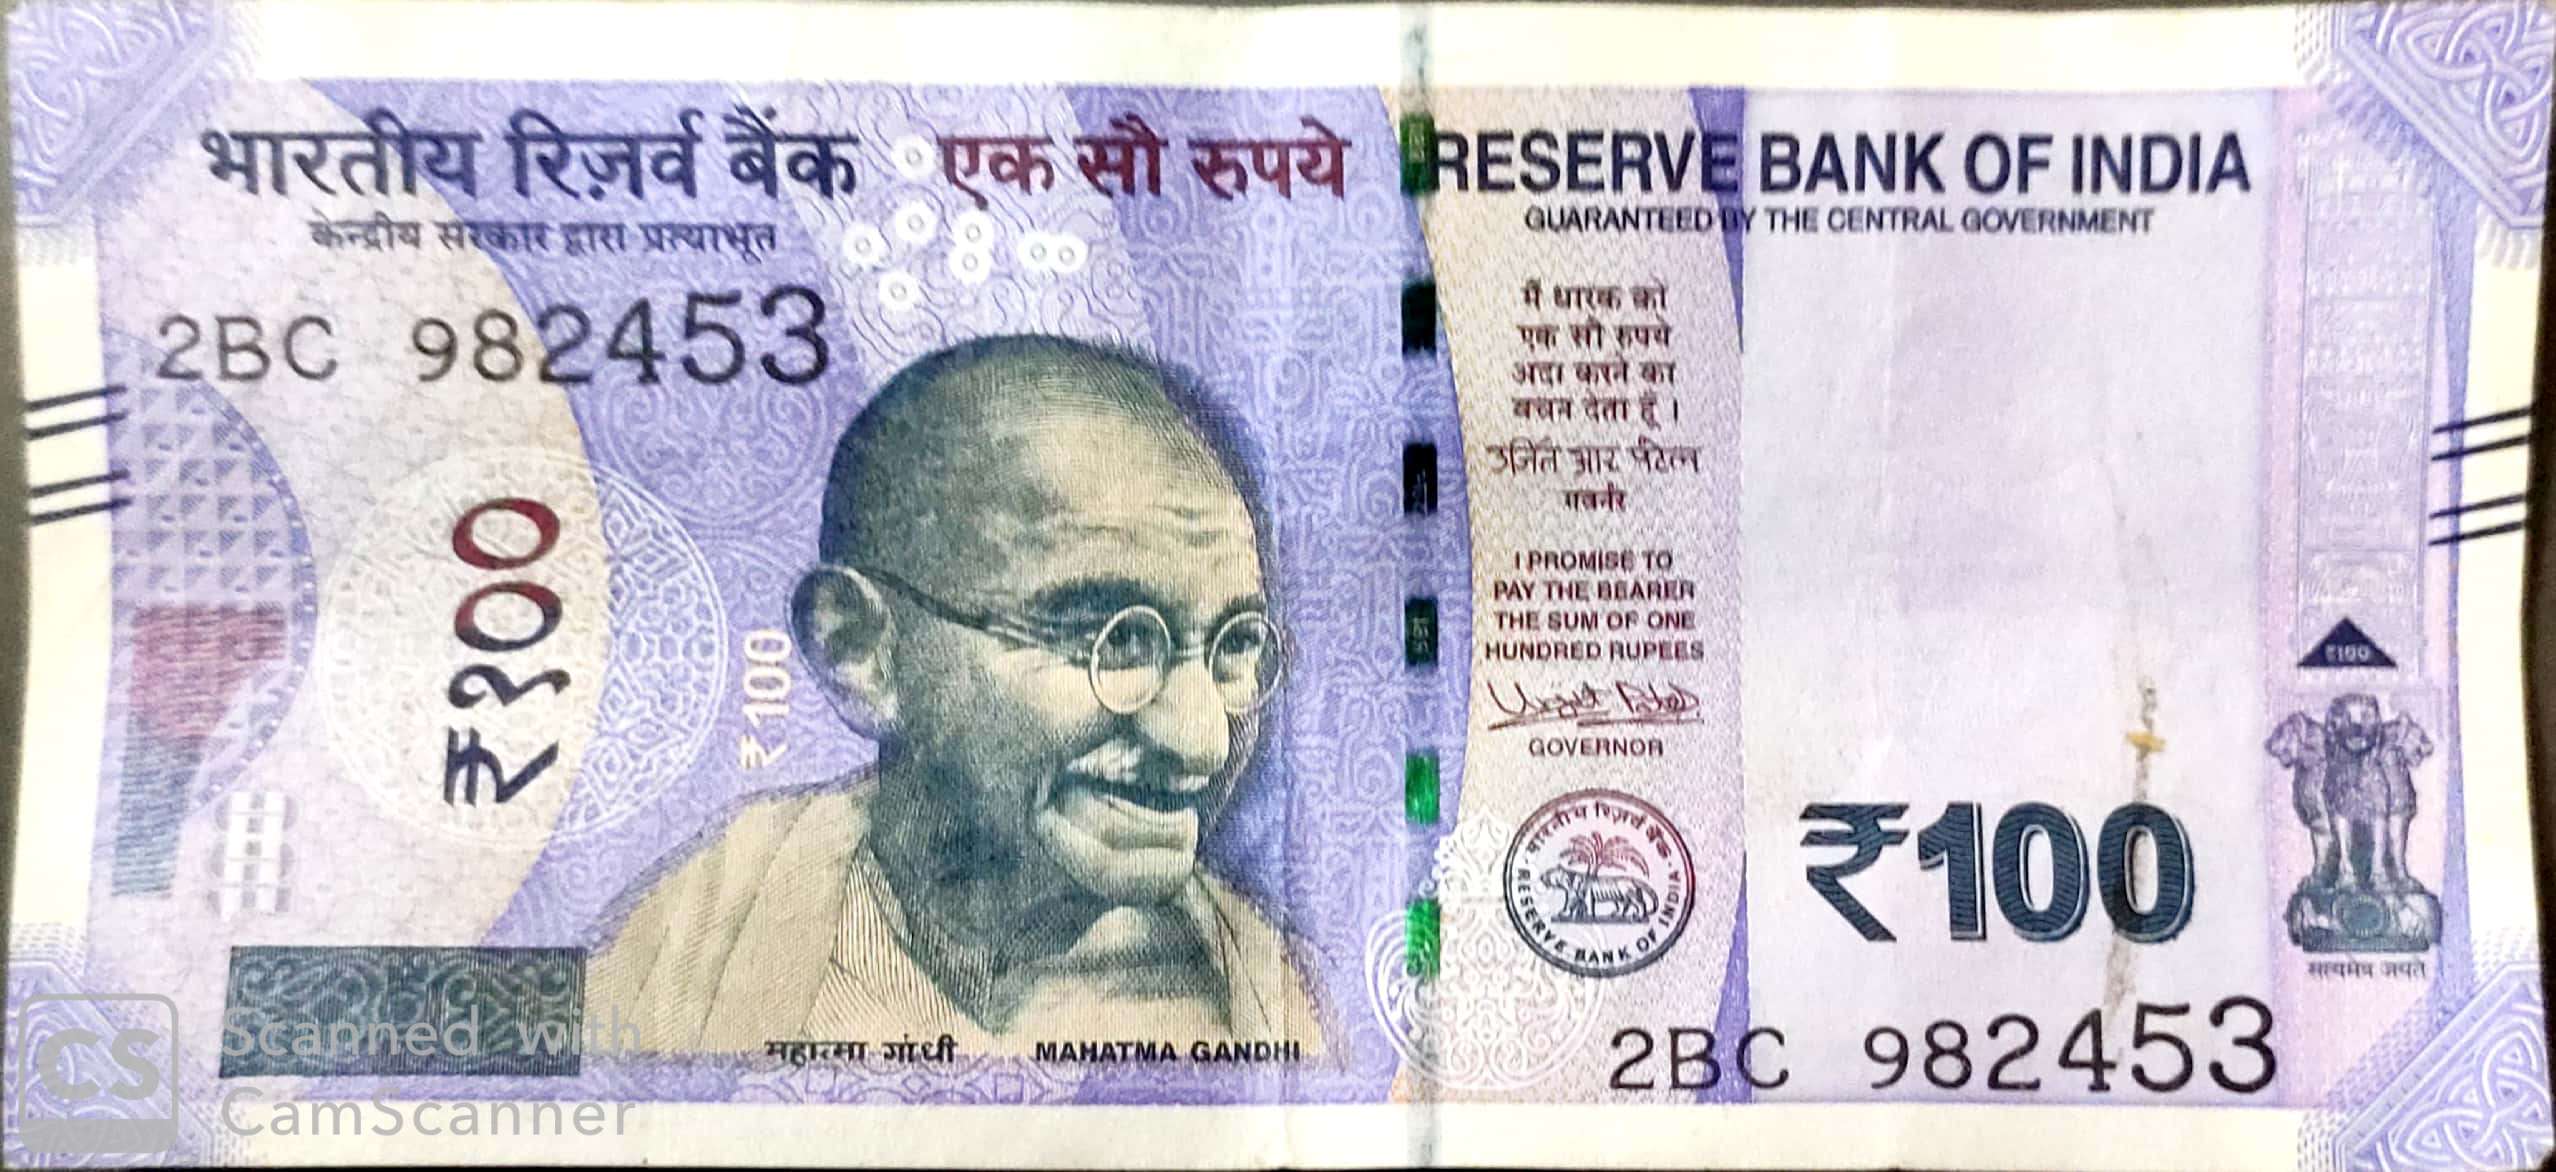 भारतीय रिज़र्व बैंक एक सौ रुपये
केन्द्रीय सरकार द्वारा प्रत्याभूत
2BC 982453
₹१००
₹100
महात्मा गांधी MAHATMA GANDHI
RESERVE BANK OF INDIA
GUARANTEED BY THE CENTRAL GOVERNMENT
मैं धारक को
एक सौ रुपये
अदा करने का
वचन देता हूँ ।
उर्जित आर पटेल
गवर्नर
I PROMISE TO
PAY THE BEARER
THE SUM OF ONE
HUNDRED RUPEES
Urjit Patel
GOVERNOR
भारतीय रिज़र्व बैंक
RESERVE BANK OF INDIA
₹100
₹100
सत्यमेव जयते
2BC 982453
CS Scanned with
CamScanner